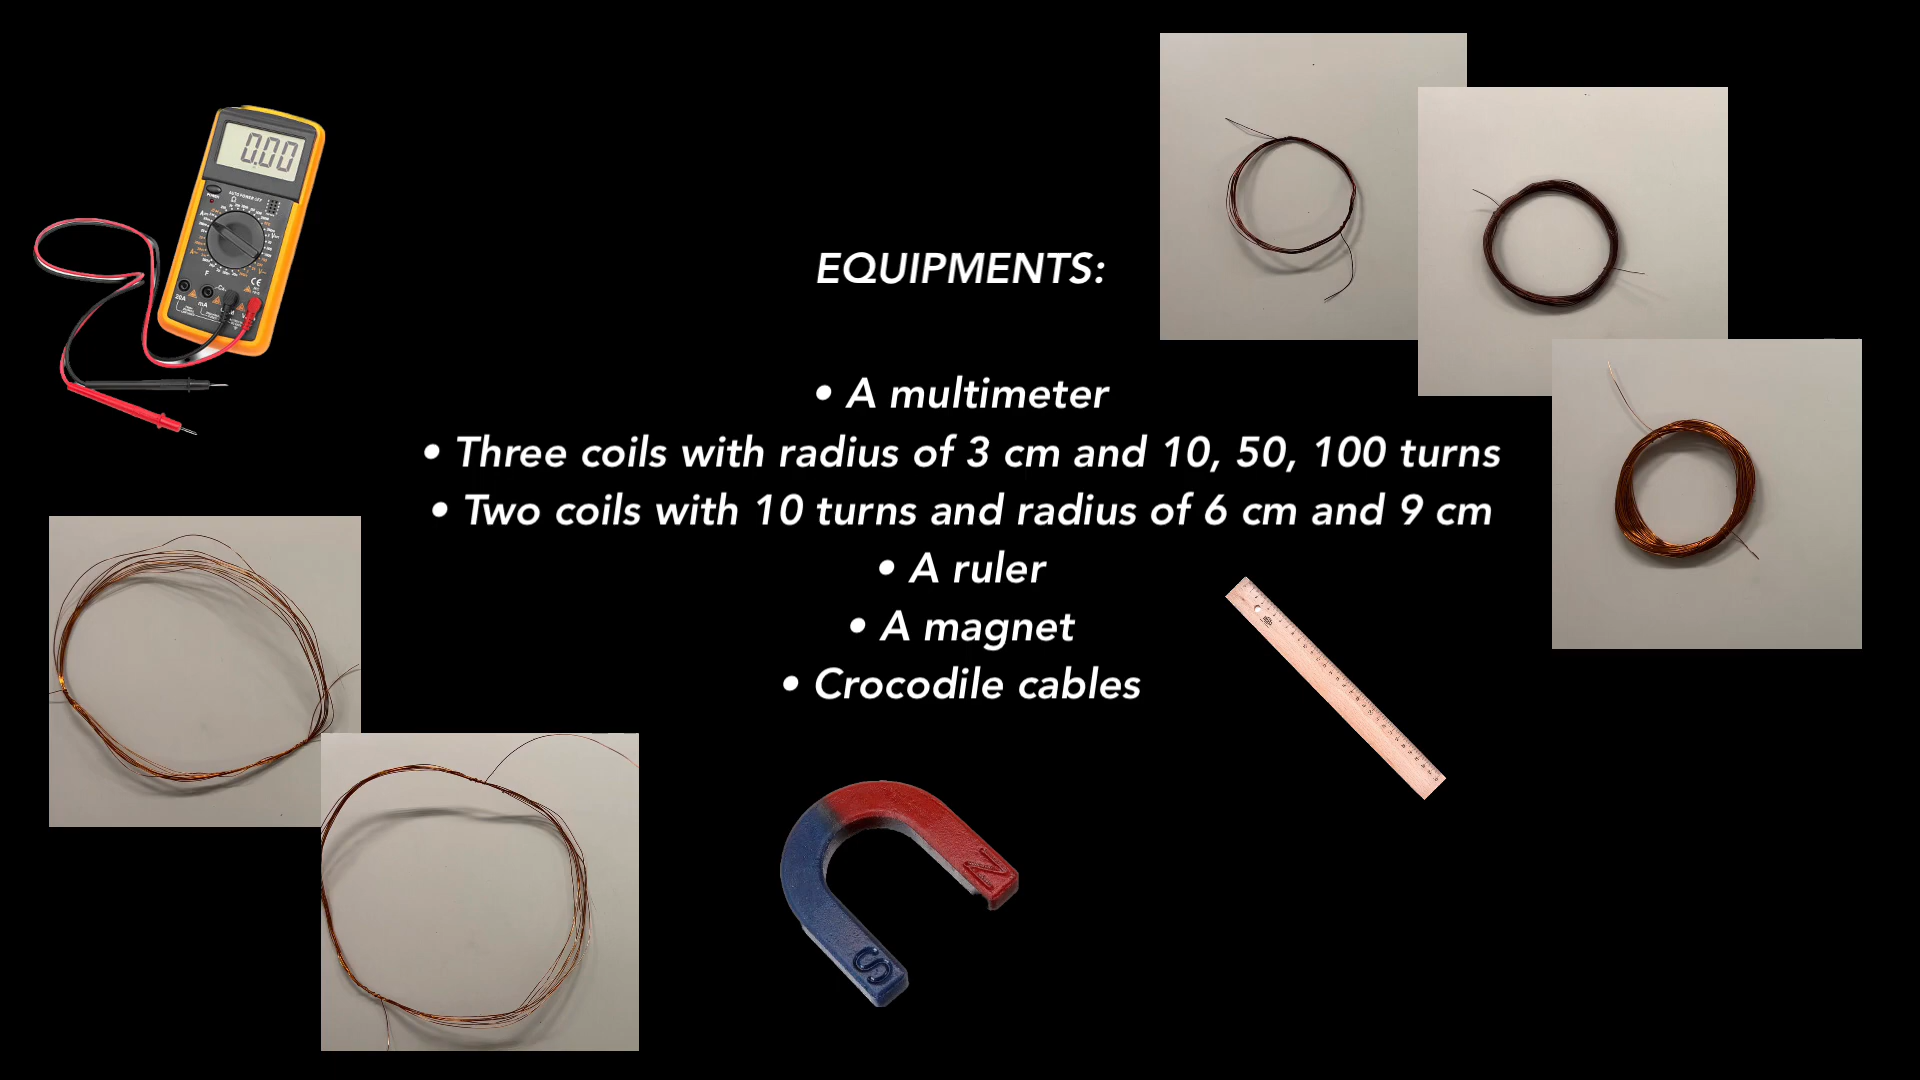 0.00
EQUIPMENTS:
• A multimeter
• Three coils with radius of 3 cm and 10, 50, 100 turns
• Two coils with 10 turns and radius of 6 cm and 9 cm
• A ruler
• A magnet
• Crocodile cables
N
S